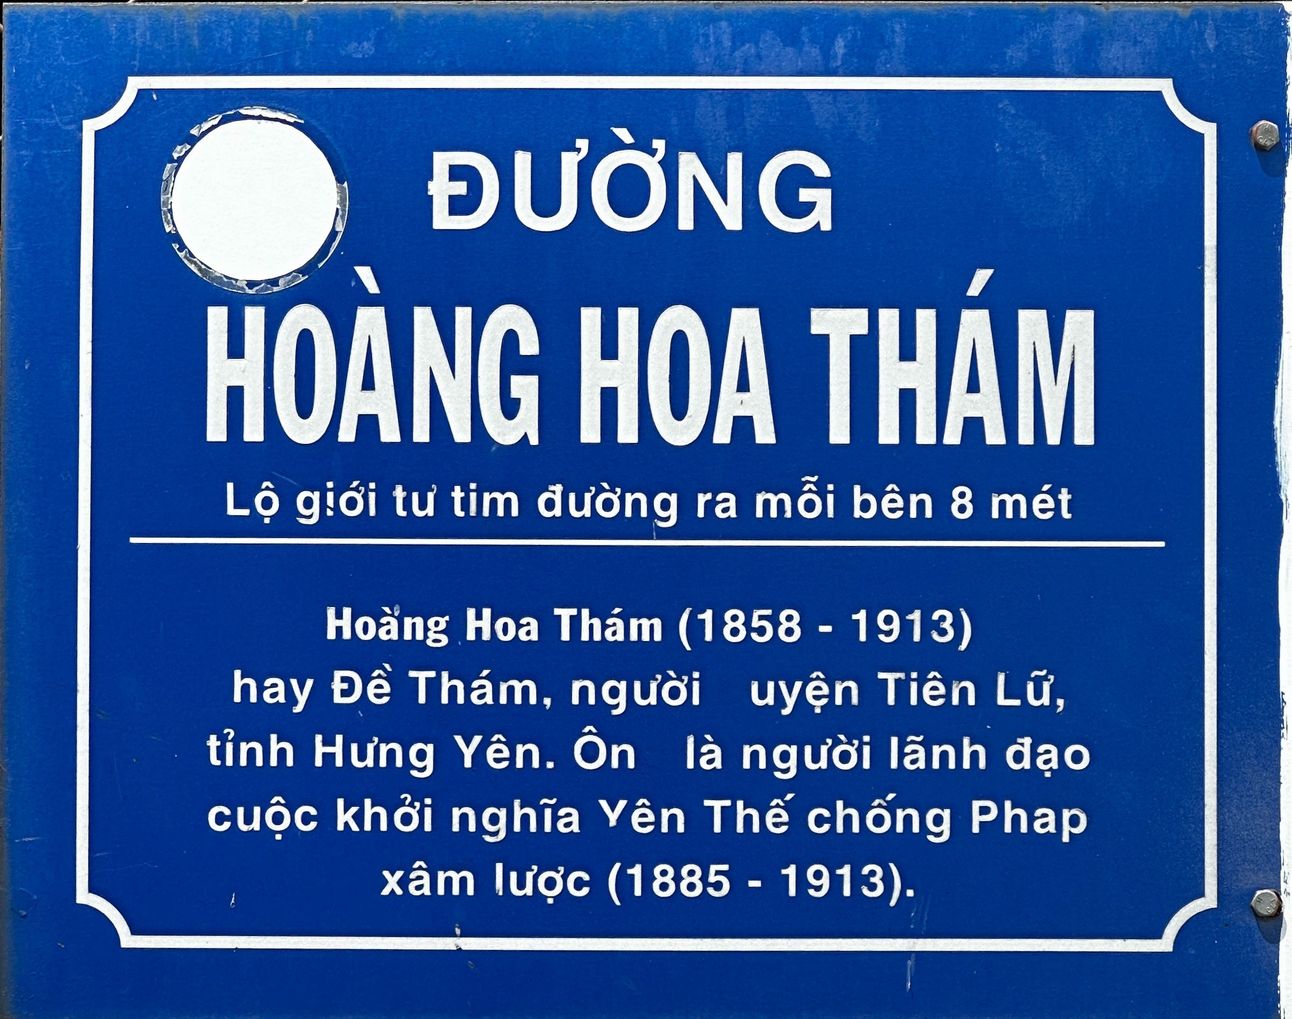 ĐƯỜNG
HOÀNG HOA THÁM
Lộ giới tư tim đường ra mỗi bên 8 mét
Hoàng Hoa Thám (1858 - 1913)
hay Đề Thám, người uyện Tiên Lữ,
tỉnh Hưng Yên. Ôn là người lãnh đạo
cuộc khởi nghĩa Yên Thế chống Phap
xâm lược (1885 - 1913).